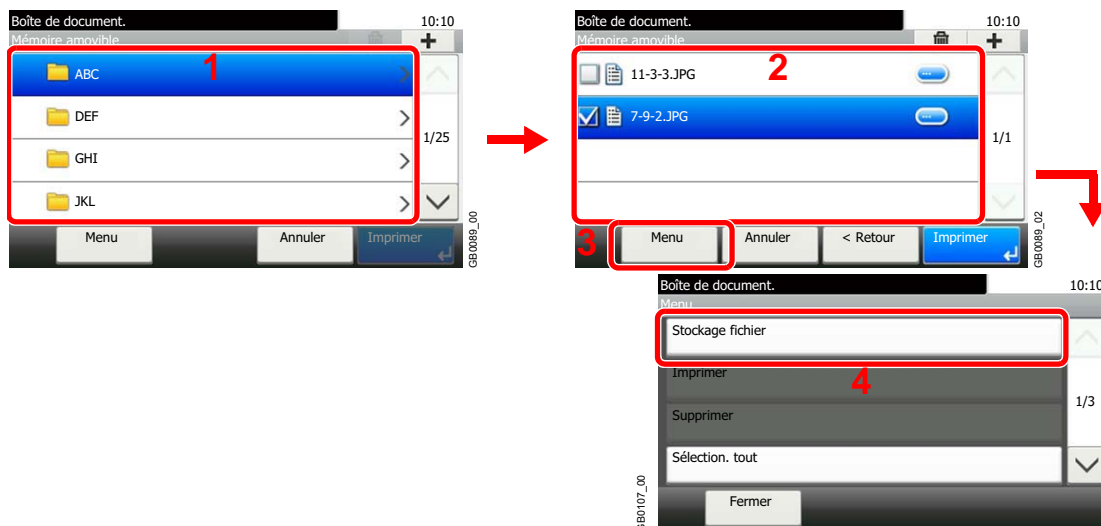 Boîte de document.
10:10
Mémoire amovible
1
ABC
DEF
1/25
GHI
JKL
Menu
Annuler
Imprimer
GB0089_00
Boîte de document.
10:10
Mémoire amovible
2
11-3-3.JPG
7-9-2.JPG
1/1
3
Menu
Annuler
< Retour
Imprimer
GB0089_02
Boîte de document.
10:10
Menu
Stockage fichier
Imprimer
4
Supprimer
1/3
Sélection. tout
Fermer
GB0107_00